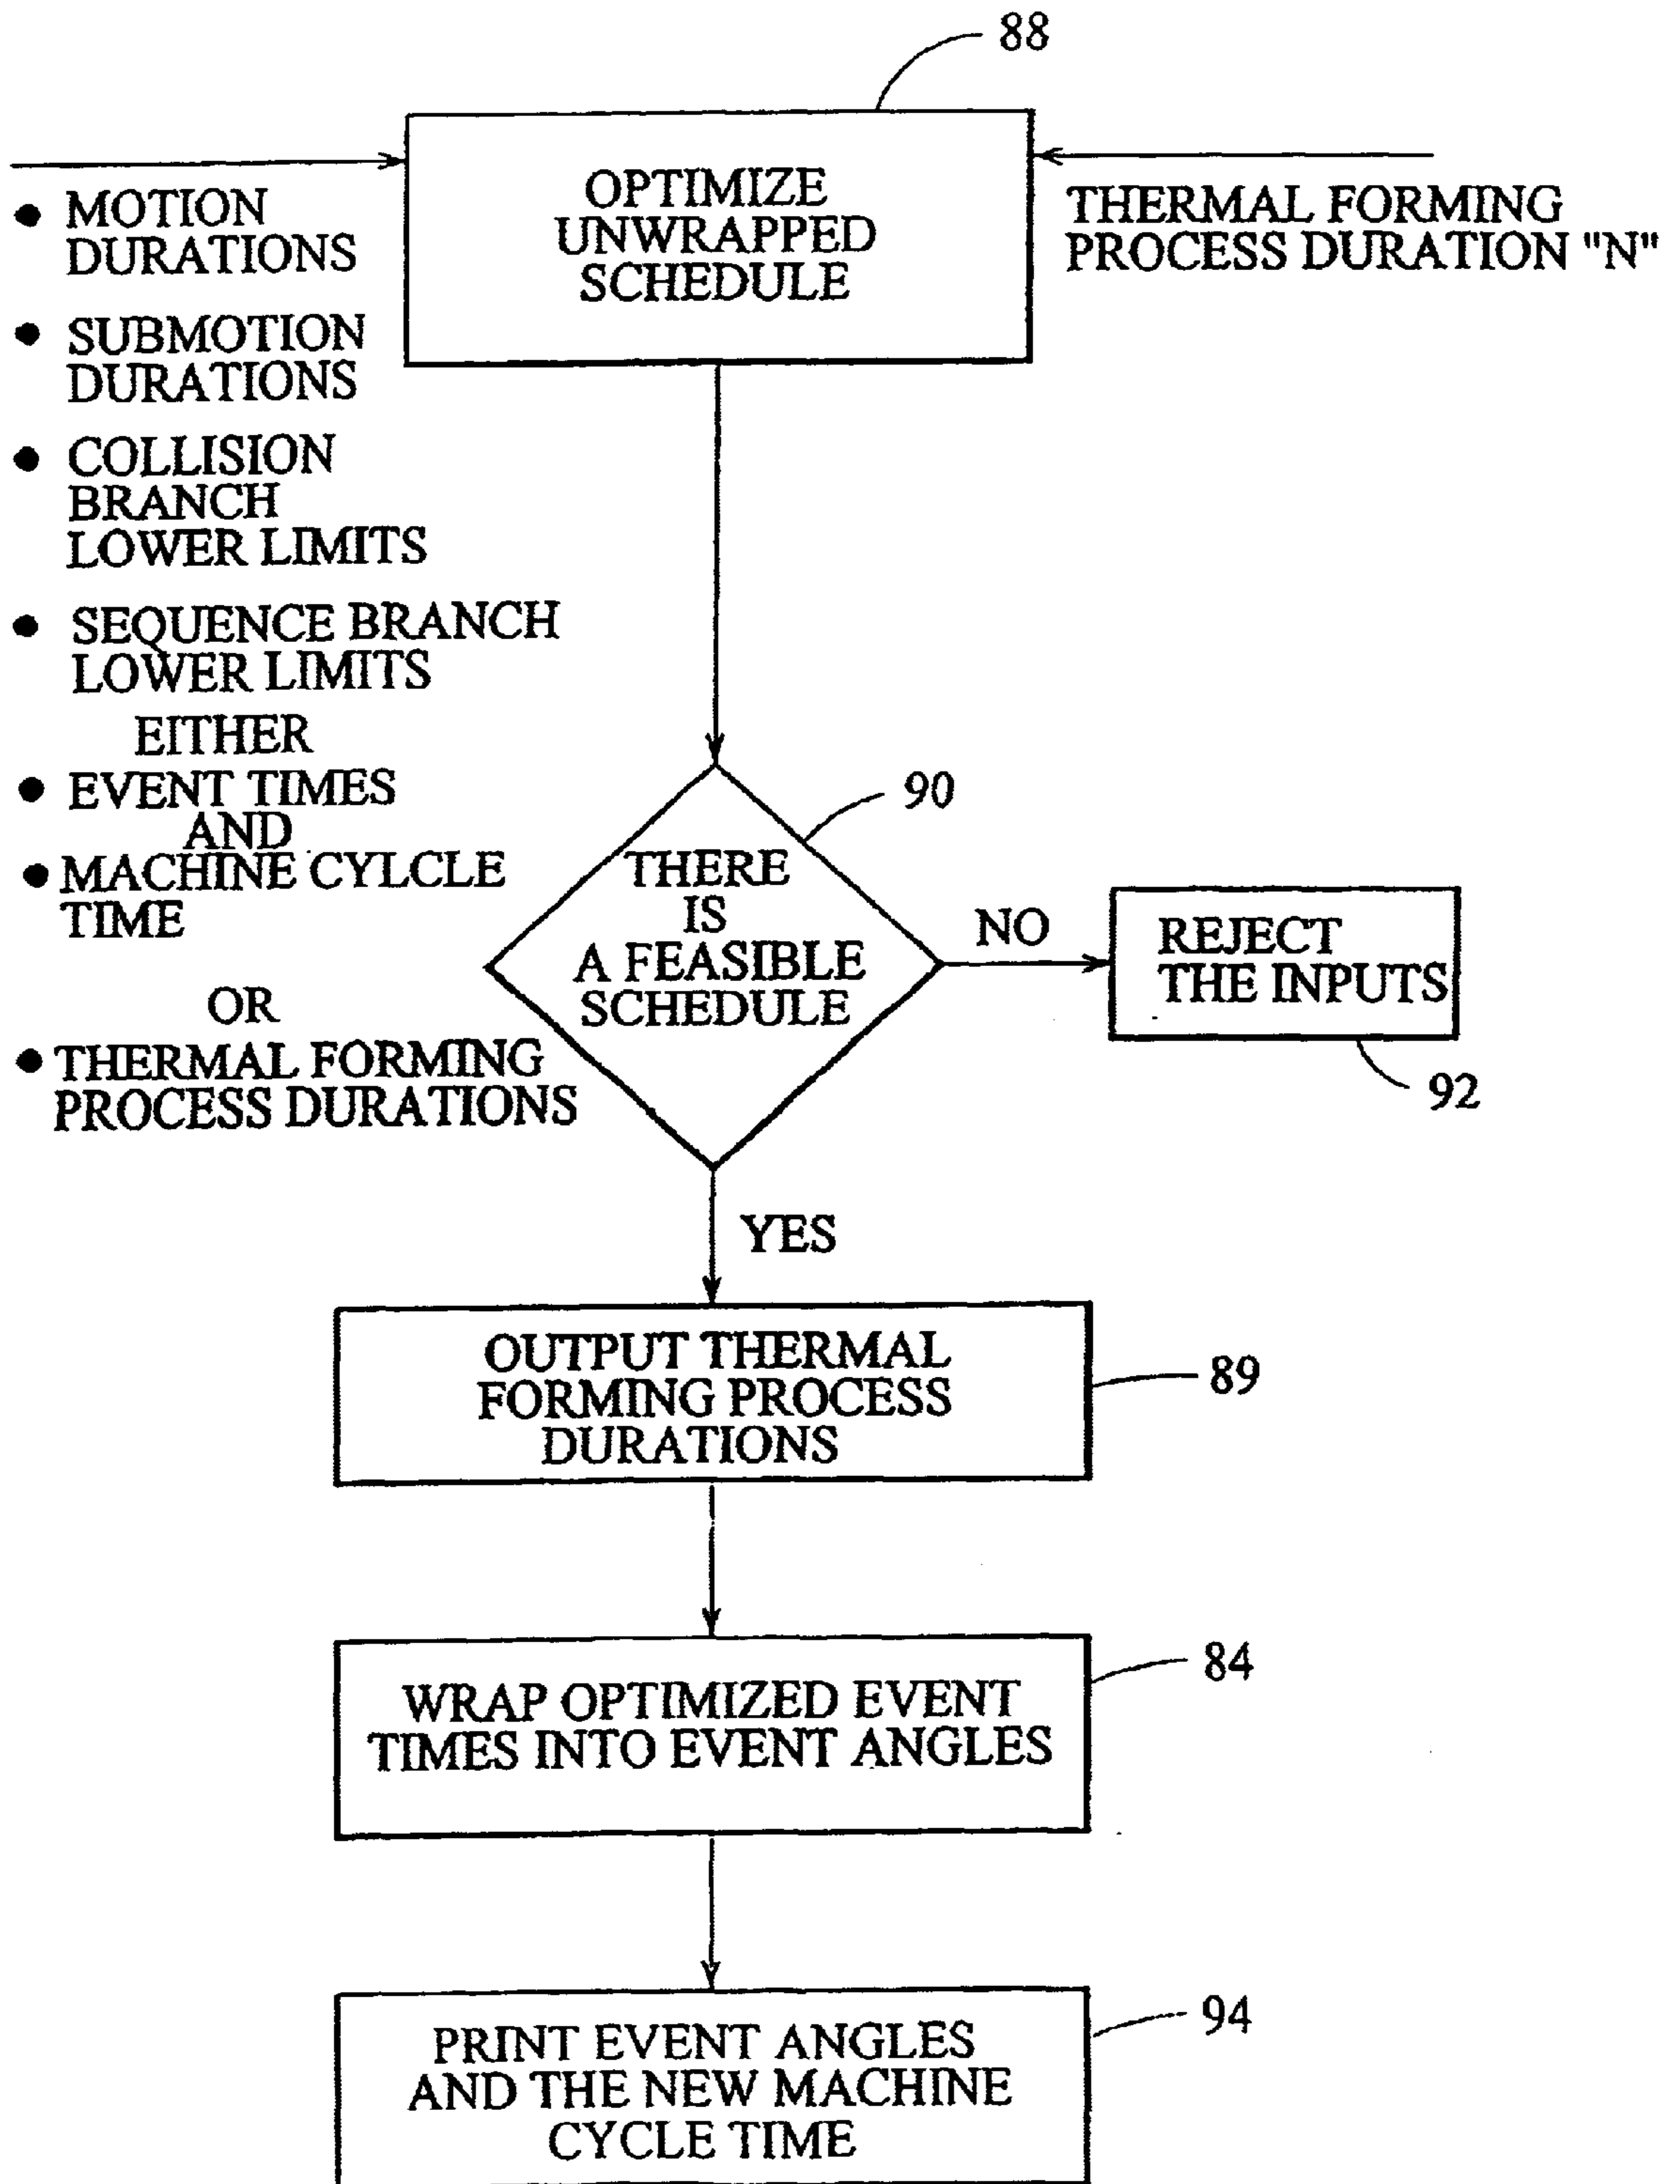 88
OPTIMIZE
UNWRAPPED
SCHEDULE
• MOTION
DURATIONS
• SUBMOTION
DURATIONS
• COLLISION
BRANCH
LOWER LIMITS
• SEQUENCE BRANCH
LOWER LIMITS
EITHER
• EVENT TIMES
AND
• MACHINE CYLCLE
TIME
OR
• THERMAL FORMING
PROCESS DURATIONS
THERMAL FORMING
PROCESS DURATION "N"
90
THERE
IS
A FEASIBLE
SCHEDULE
NO
REJECT
THE INPUTS
92
YES
OUTPUT THERMAL
FORMING PROCESS
DURATIONS
89
WRAP OPTIMIZED EVENT
TIMES INTO EVENT ANGLES
84
PRINT EVENT ANGLES
AND THE NEW MACHINE
CYCLE TIME
94